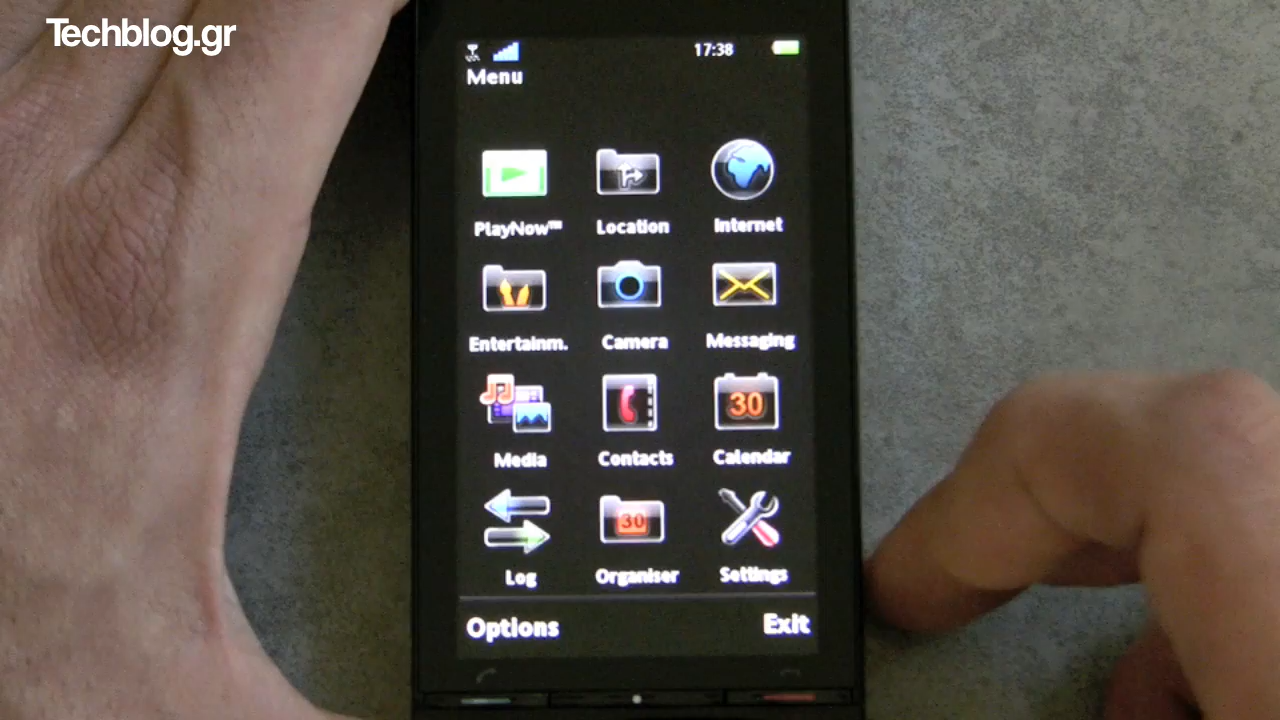 Techblog.gr
17:38
Menu
PlayNow™ Location Internet
Entertainm. Camera Messaging
30
Media Contacts Calendar
30
Log Organiser Settings
Options Exit